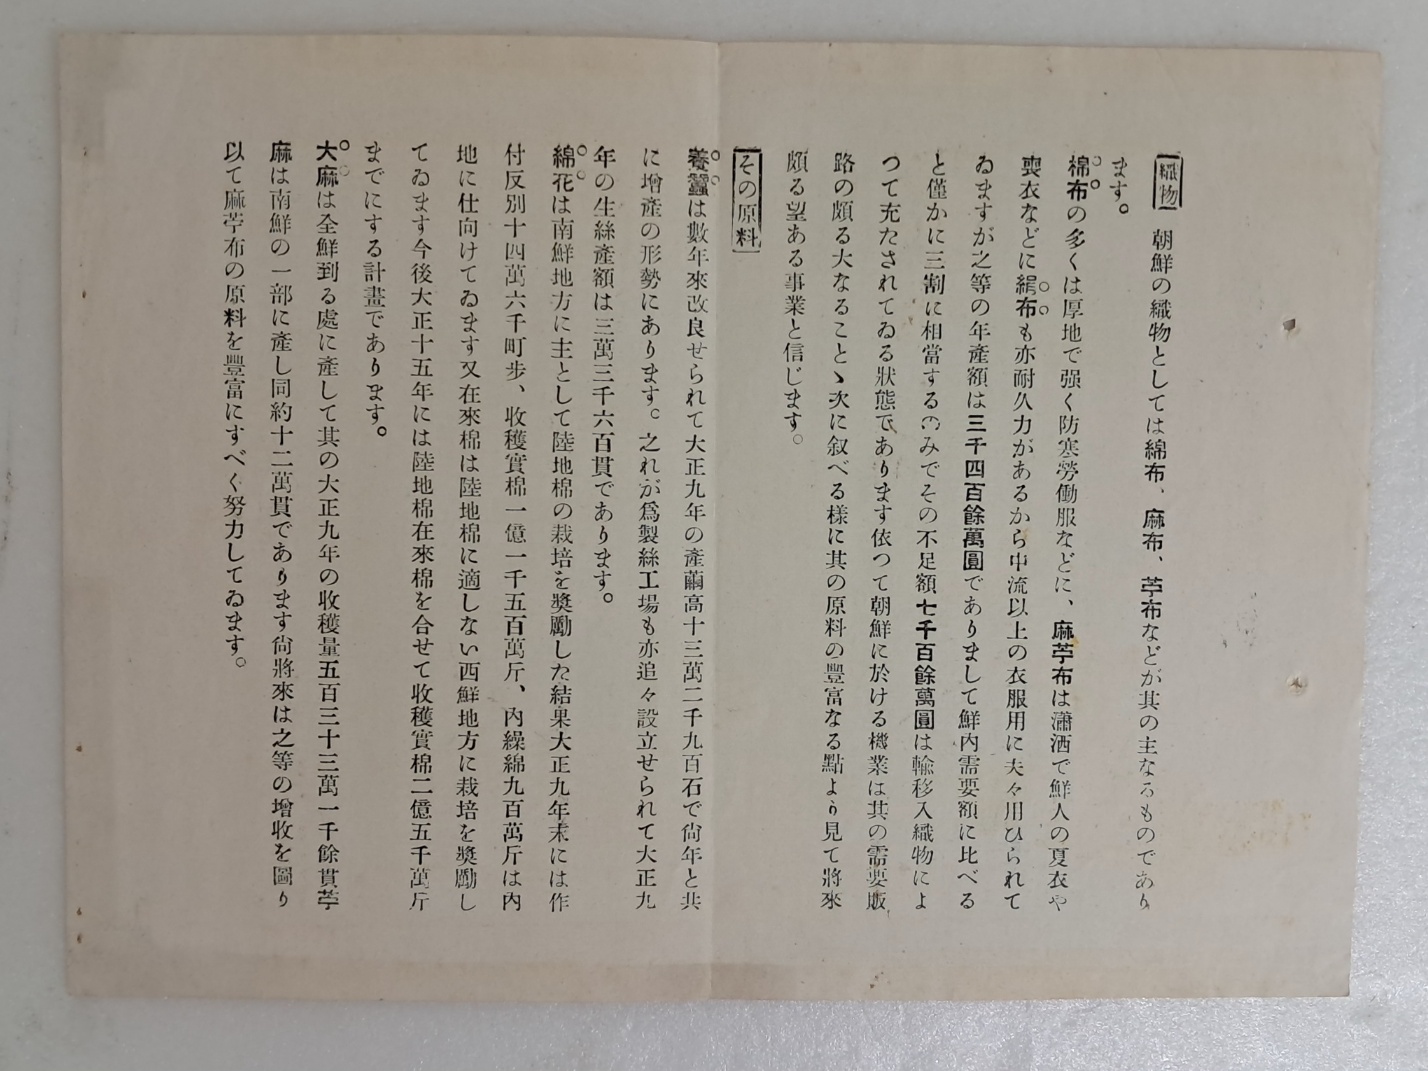 織物 朝鮮の織物としては綿布、麻布、苧布などが其の主なるものであり
ます。
棉布の多くは厚地で强く防寒勞働服などに、麻苧布は瀟洒で鮮人の夏衣や
喪衣などに絹布も亦耐久力があるから中流以上の衣服用に夫々用ひられて
ゐますが之等の年產額は三千四百餘萬圓でありまして鮮內需要額に比べる
と僅かに三割に相當するのみでその不足額七千百餘萬圓は輸移入織物によ
つて充たされてゐる狀態であります依つて朝鮮に於ける機業は其の需要販
路の頗る大なることゝ次に叙べる樣に其の原料の豐富なる點より見て將來
頗る望ある事業と信じます。
その原料
養蠶は數年來改良せられて大正九年の產繭高十三萬二千九百石で尙年と共
に增產の形勢にあります。之れが爲製絲工場も亦追々設立せられて大正九
年の生絲產額は三萬三千六百貫であります。
綿花は南鮮地方に主として陸地棉の栽培を奬勵した結果大正九年末には作
付反別十四萬六千町步、收穫實棉一億一千五百萬斤、內繰綿九百萬斤は內
地に仕向けてゐます又在來棉は陸地棉に適しない西鮮地方に栽培を奬勵し
てゐます今後大正十五年には陸地棉在來棉を合せて收穫實棉二億五千萬斤
までにする計畫であります。
大麻は全鮮到る處に產して其の大正九年の收穫量五百三十三萬一千餘貫苧
麻は南鮮の一部に產し同約十二萬貫であります尙將來は之等の增收を圖り
以て麻苧布の原料を豐富にすべく努力してゐます。